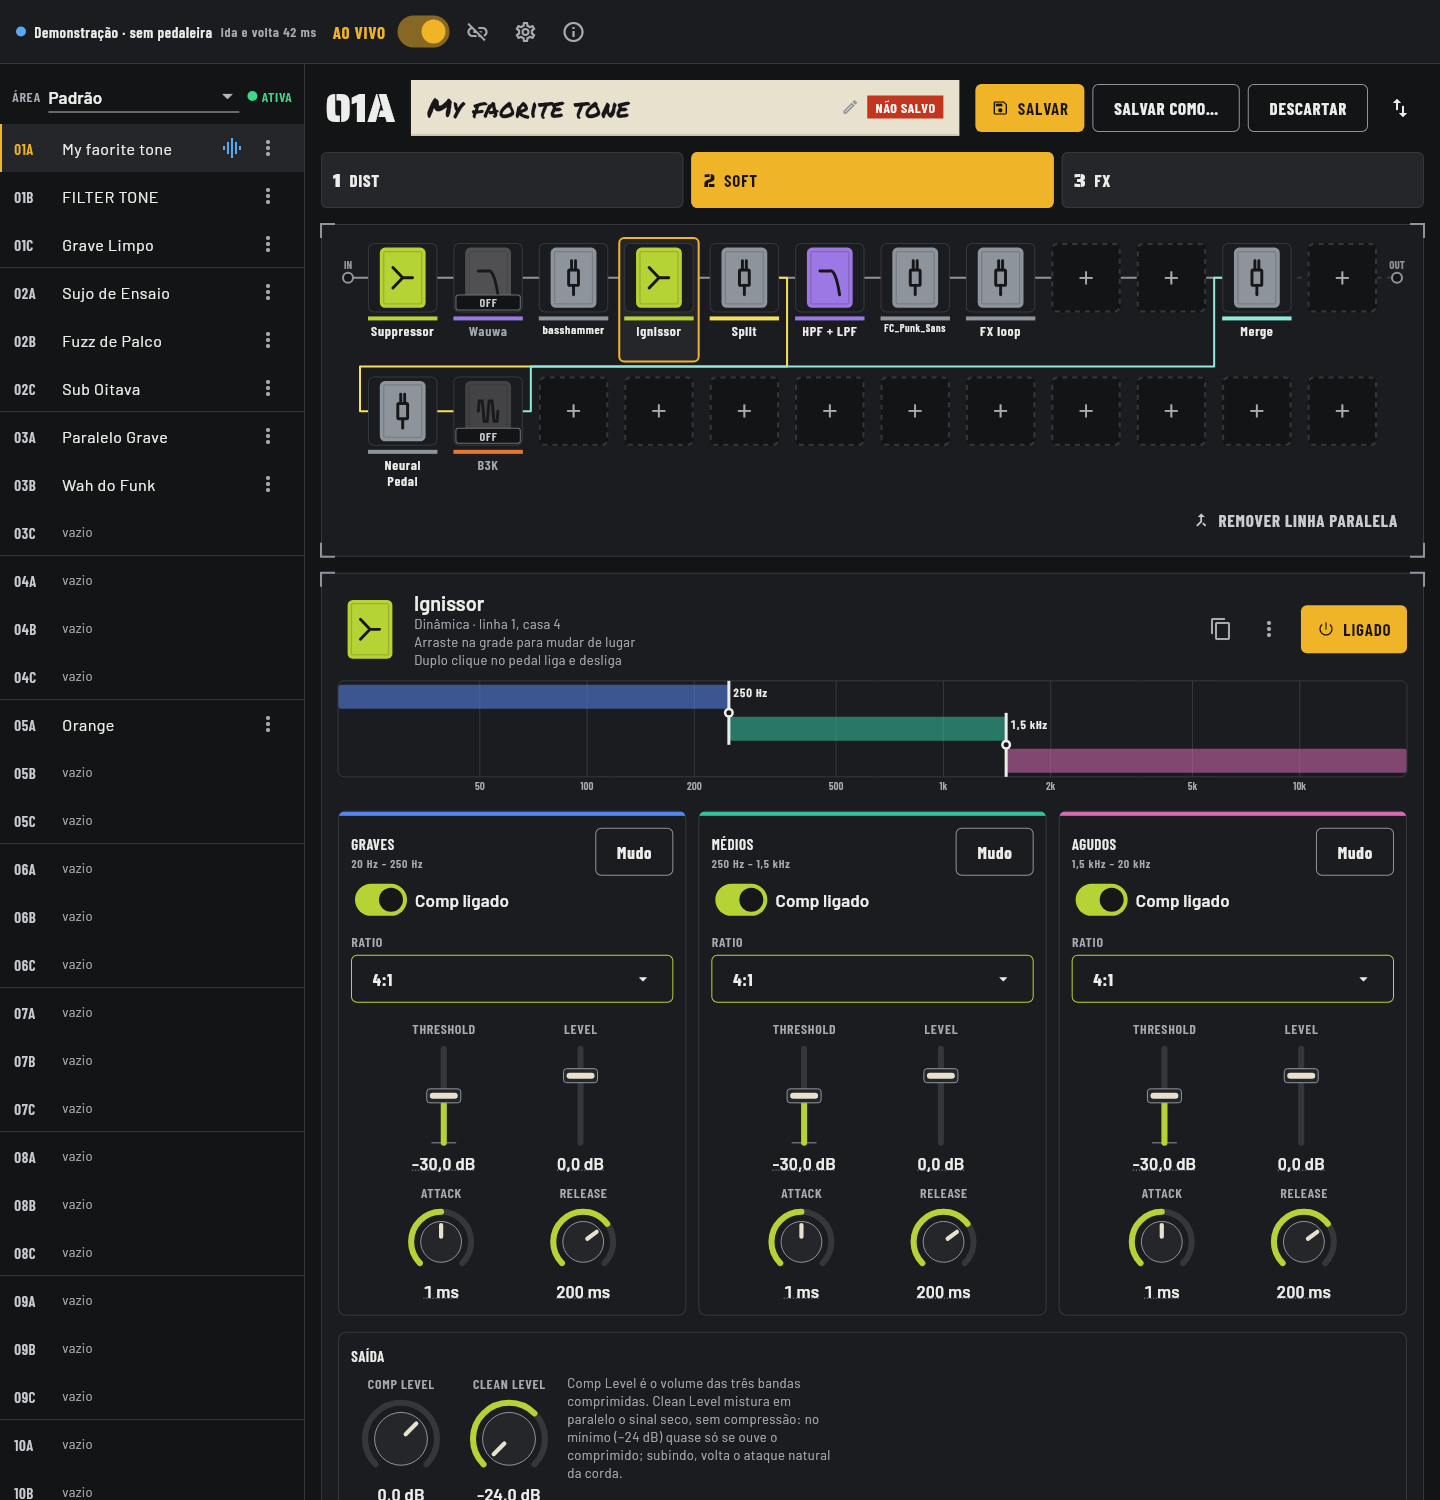 Demonstração · sem pedaleira Ida e volta 42 ms AO VIVO
ÁREA Padrão ATIVA
01A My faorite tone
01B FILTER TONE
01C Grave Limpo
02A Sujo de Ensaio
02B Fuzz de Palco
02C Sub Oitava
03A Paralelo Grave
03B Wah do Funk
03C vazio
04A vazio
04B vazio
04C vazio
05A Orange
05B vazio
05C vazio
06A vazio
06B vazio
06C vazio
07A vazio
07B vazio
07C vazio
08A vazio
08B vazio
08C vazio
09A vazio
09B vazio
09C vazio
10A vazio
10B vazio
01A My faorite tone NÃO SALVO SALVAR SALVAR COMO... DESCARTAR
1 DIST 2 SOFT 3 FX
IN OUT
OFF
Suppressor Wauwa basshammer Ignissor Split HPF + LPF FC_Punk_Sans FX loop Merge
OFF
Neural Pedal B3K
REMOVER LINHA PARALELA
Ignissor
Dinâmica · linha 1, casa 4
Arraste na grade para mudar de lugar
Duplo clique no pedal liga e desliga
LIGADO
250 Hz
1,5 kHz
50 100 200 500 1k 2k 5k 10k
GRAVES
20 Hz – 250 Hz
Mudo
Comp ligado
RATIO
4:1
THRESHOLD LEVEL
-30,0 dB 0,0 dB
ATTACK RELEASE
1 ms 200 ms
MÉDIOS
250 Hz – 1,5 kHz
Mudo
Comp ligado
RATIO
4:1
THRESHOLD LEVEL
-30,0 dB 0,0 dB
ATTACK RELEASE
1 ms 200 ms
AGUDOS
1,5 kHz – 20 kHz
Mudo
Comp ligado
RATIO
4:1
THRESHOLD LEVEL
-30,0 dB 0,0 dB
ATTACK RELEASE
1 ms 200 ms
SAÍDA
COMP LEVEL CLEAN LEVEL
0,0 dB -24,0 dB
Comp Level é o volume das três bandas
comprimidas. Clean Level mistura em
paralelo o sinal seco, sem compressão: no
mínimo (−24 dB) quase só se ouve o
comprimido; subindo, volta o ataque natural
da corda.